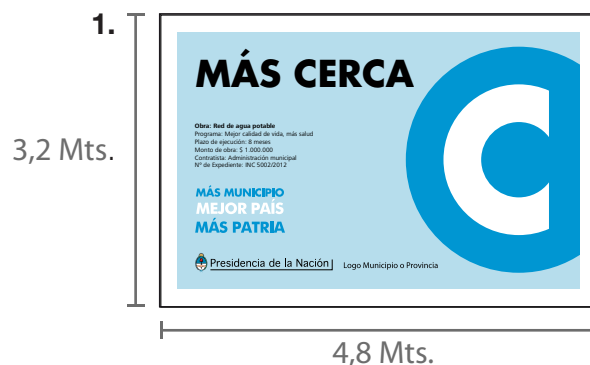 1.
3,2 Mts.
MÁS CERCA
Obra: Red de agua potable
Programa: Mejor calidad de vida, más salud
Plazo de ejecución: 8 meses
Monto de obra: $ 1.000.000
Contratista: Administración municipal
Nº de Expediente: INC 5002/2012
MÁS MUNICIPIO
MEJOR PAÍS
MÁS PATRIA
Presidencia de la Nación
Logo Municipio o Provincia
C
4,8 Mts.